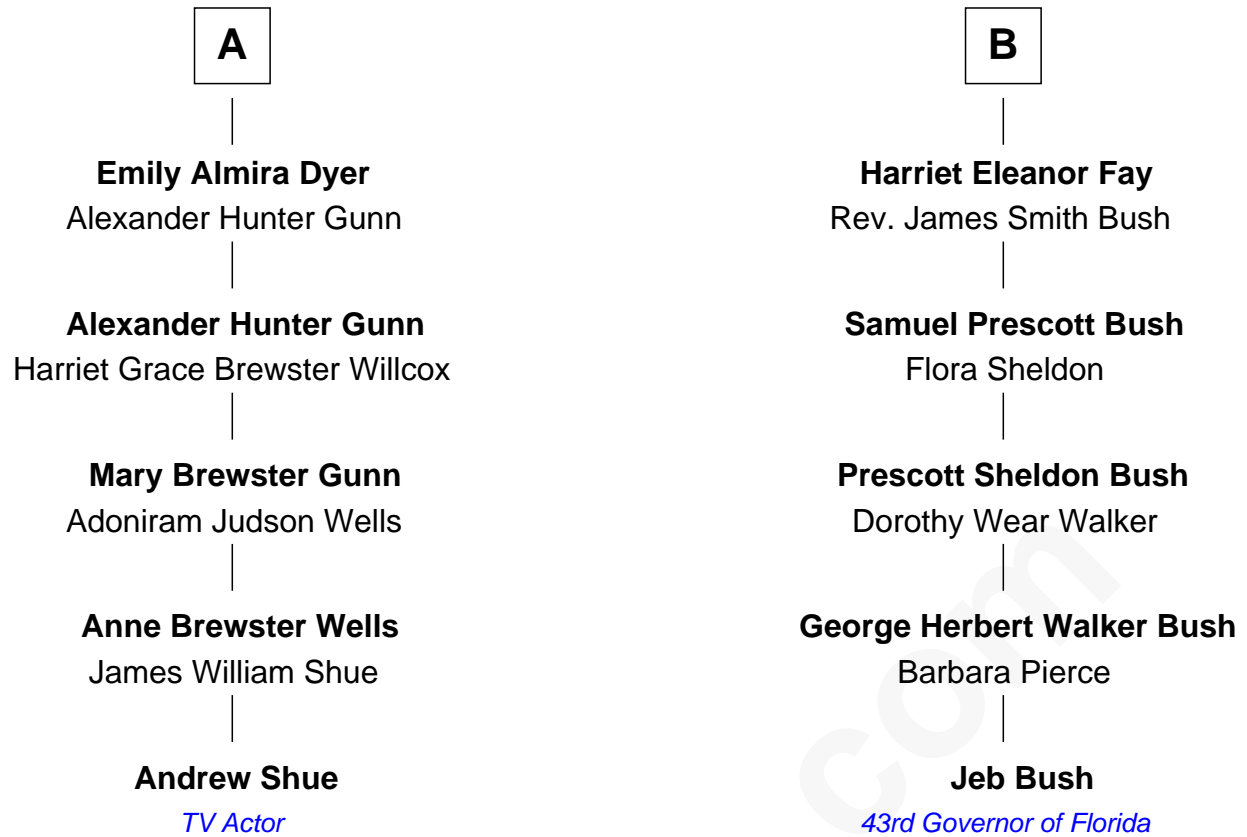 A
Emily Almira Dyer
Alexander Hunter Gunn
Alexander Hunter Gunn
Harriet Grace Brewster Willcox
Mary Brewster Gunn
Adoniram Judson Wells
Anne Brewster Wells
James William Shue
Andrew Shue
TV Actor
B
Harriet Eleanor Fay
Rev. James Smith Bush
Samuel Prescott Bush
Flora Sheldon
Prescott Sheldon Bush
Dorothy Wear Walker
George Herbert Walker Bush
Barbara Pierce
Jeb Bush
43rd Governor of Florida
com